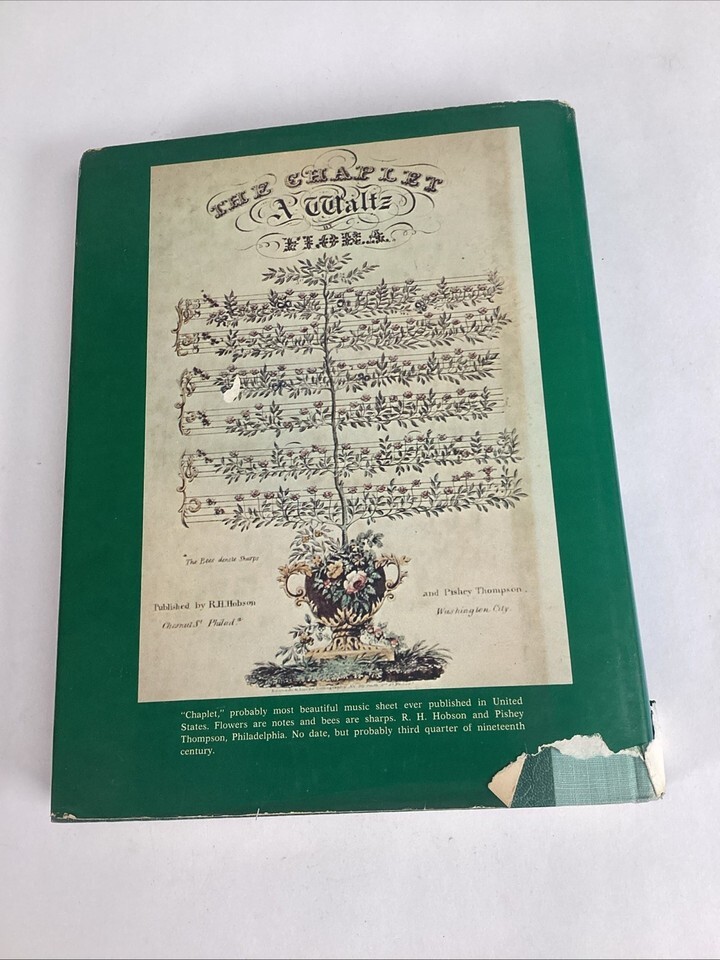 THE CHAPLET
A Waltz
BY
FIONA.
*The Bees denote Sharps
Published by R.H.Hobson
Chesnut St Philad.ª
and Pishey Thompson.
Washington City.
"Chaplet," probably most beautiful music sheet ever published in United
States. Flowers are notes and bees are sharps. R. H. Hobson and Pishey
Thompson, Philadelphia. No date, but probably third quarter of nineteenth
century.